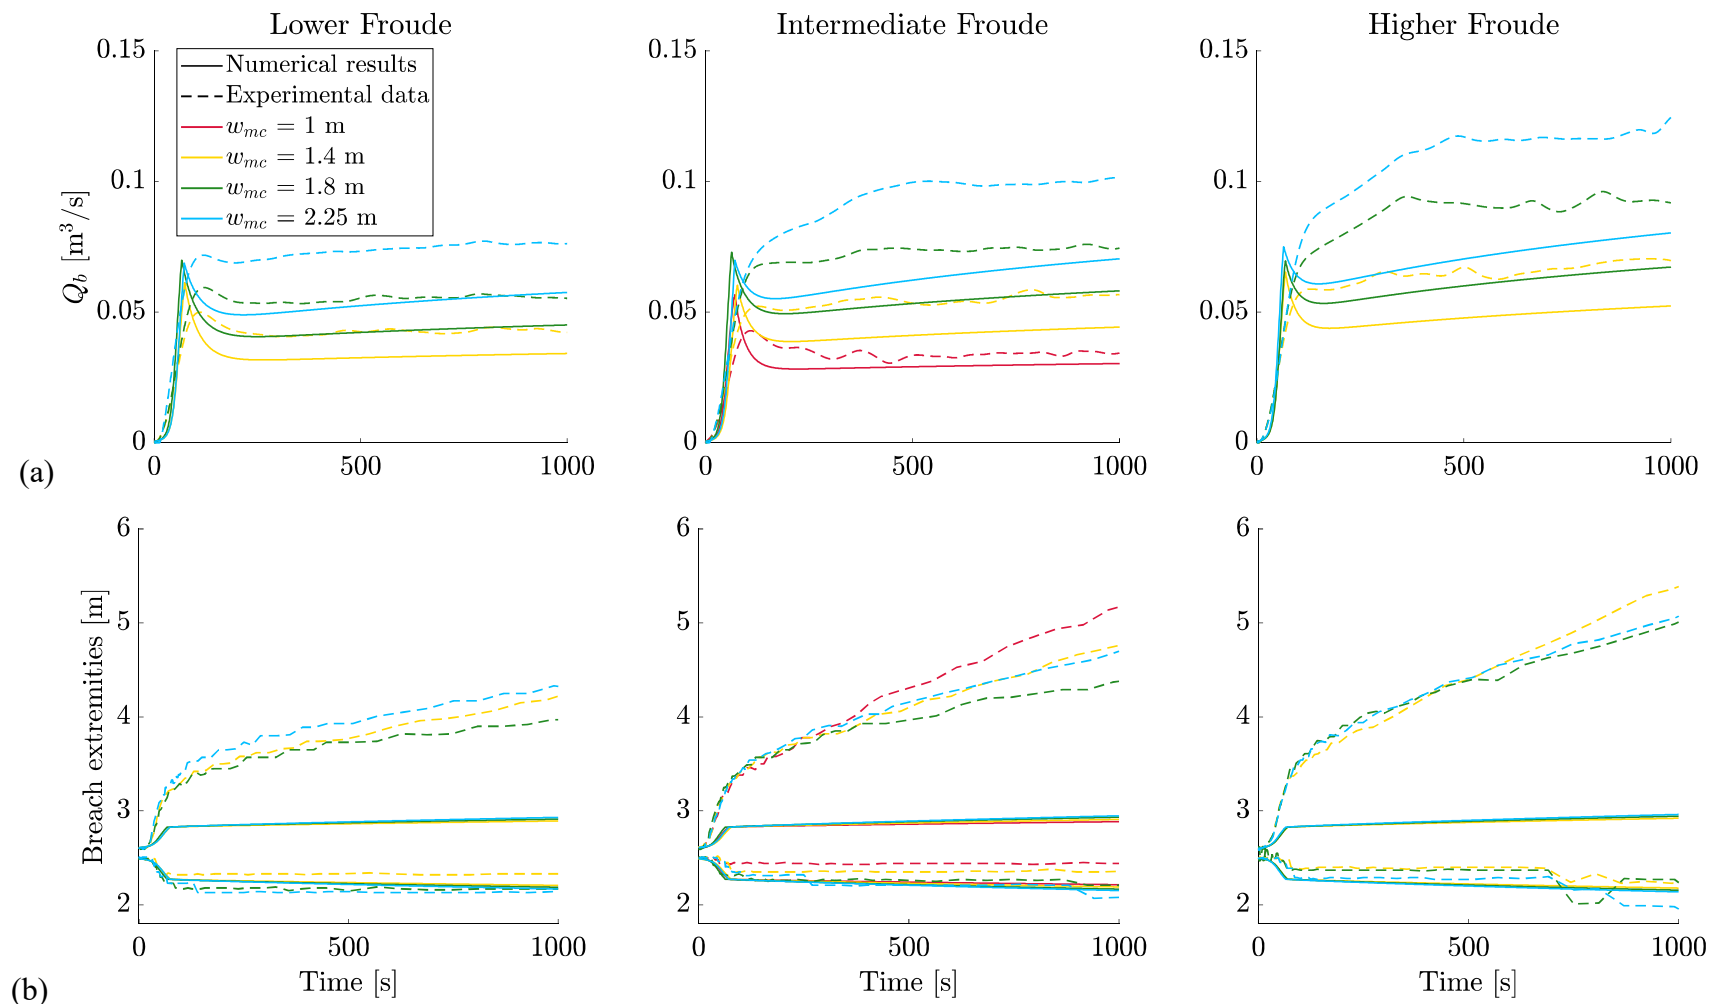 Lower Froude
Intermediate Froude
Higher Froude
0.15
0.1
0.05
0
Q_b [m³/s]
Numerical results
Experimental data
w_mc = 1 m
w_mc = 1.4 m
w_mc = 1.8 m
w_mc = 2.25 m
0 500 1000
0.15
0.1
0.05
0
0 500 1000
0.15
0.1
0.05
0
0 500 1000
(a)
6
5
4
3
2
Breach extremities [m]
0 500 1000
Time [s]
6
5
4
3
2
0 500 1000
Time [s]
6
5
4
3
2
0 500 1000
Time [s]
(b)